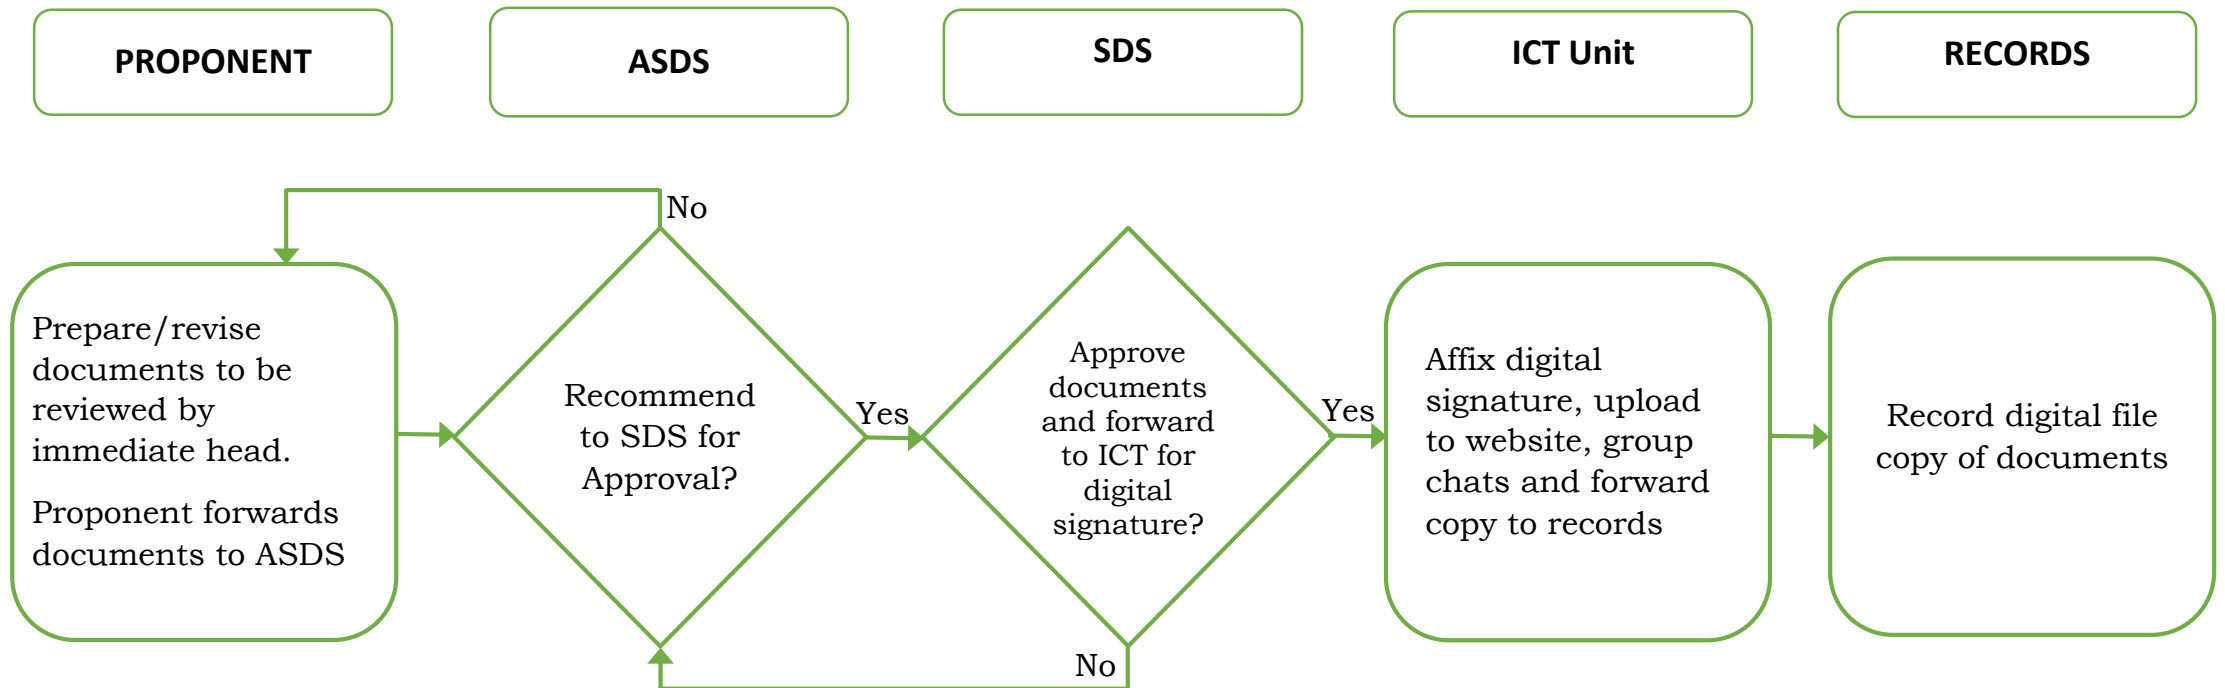 PROPONENT
ASDS
SDS
ICT Unit
RECORDS
No
Prepare/revise
documents to be
reviewed by
immediate head.
Proponent forwards
documents to ASDS
Recommend
to SDS for
Approval?
Yes
Approve
documents
and forward
to ICT for
digital
signature?
Yes
No
Affix digital
signature, upload
to website, group
chats and forward
copy to records
Record digital file
copy of documents